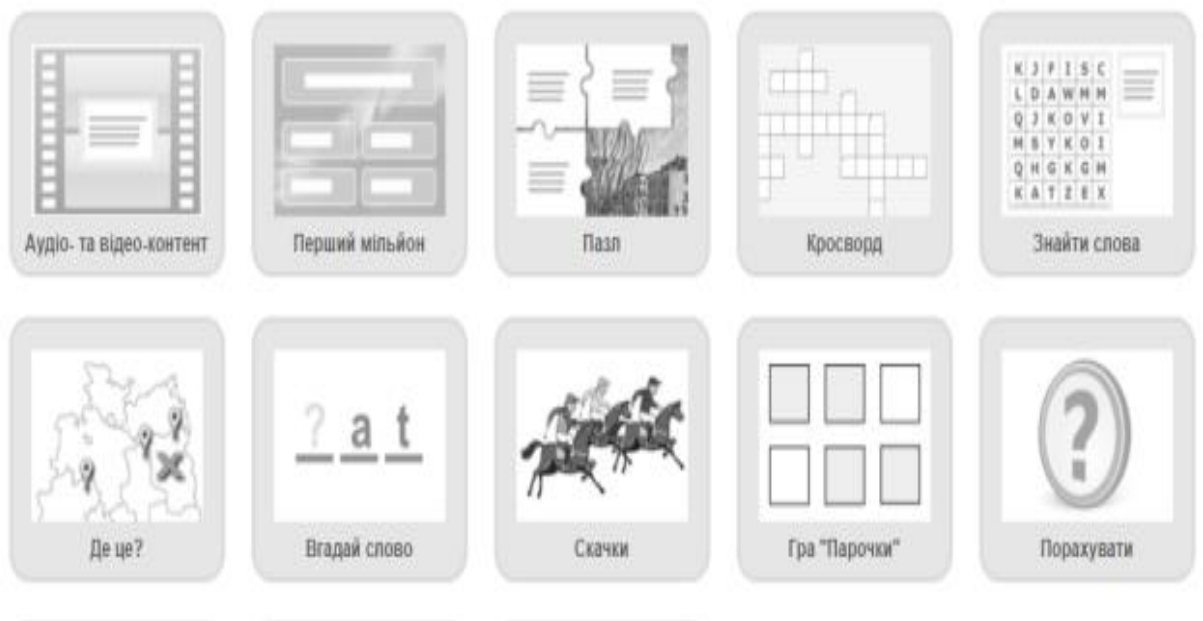 Аудіо- та відео-контент
Перший мільйон
Пазл
Кросворд
K J F I S C
L D A W M M
Q J K O V I
M B Y K O I
Q H G K G M
K A T Z E X
Знайти слова
Де це?
? a t
Вгадай слово
Скачки
Гра "Парочки"
?
Порахувати